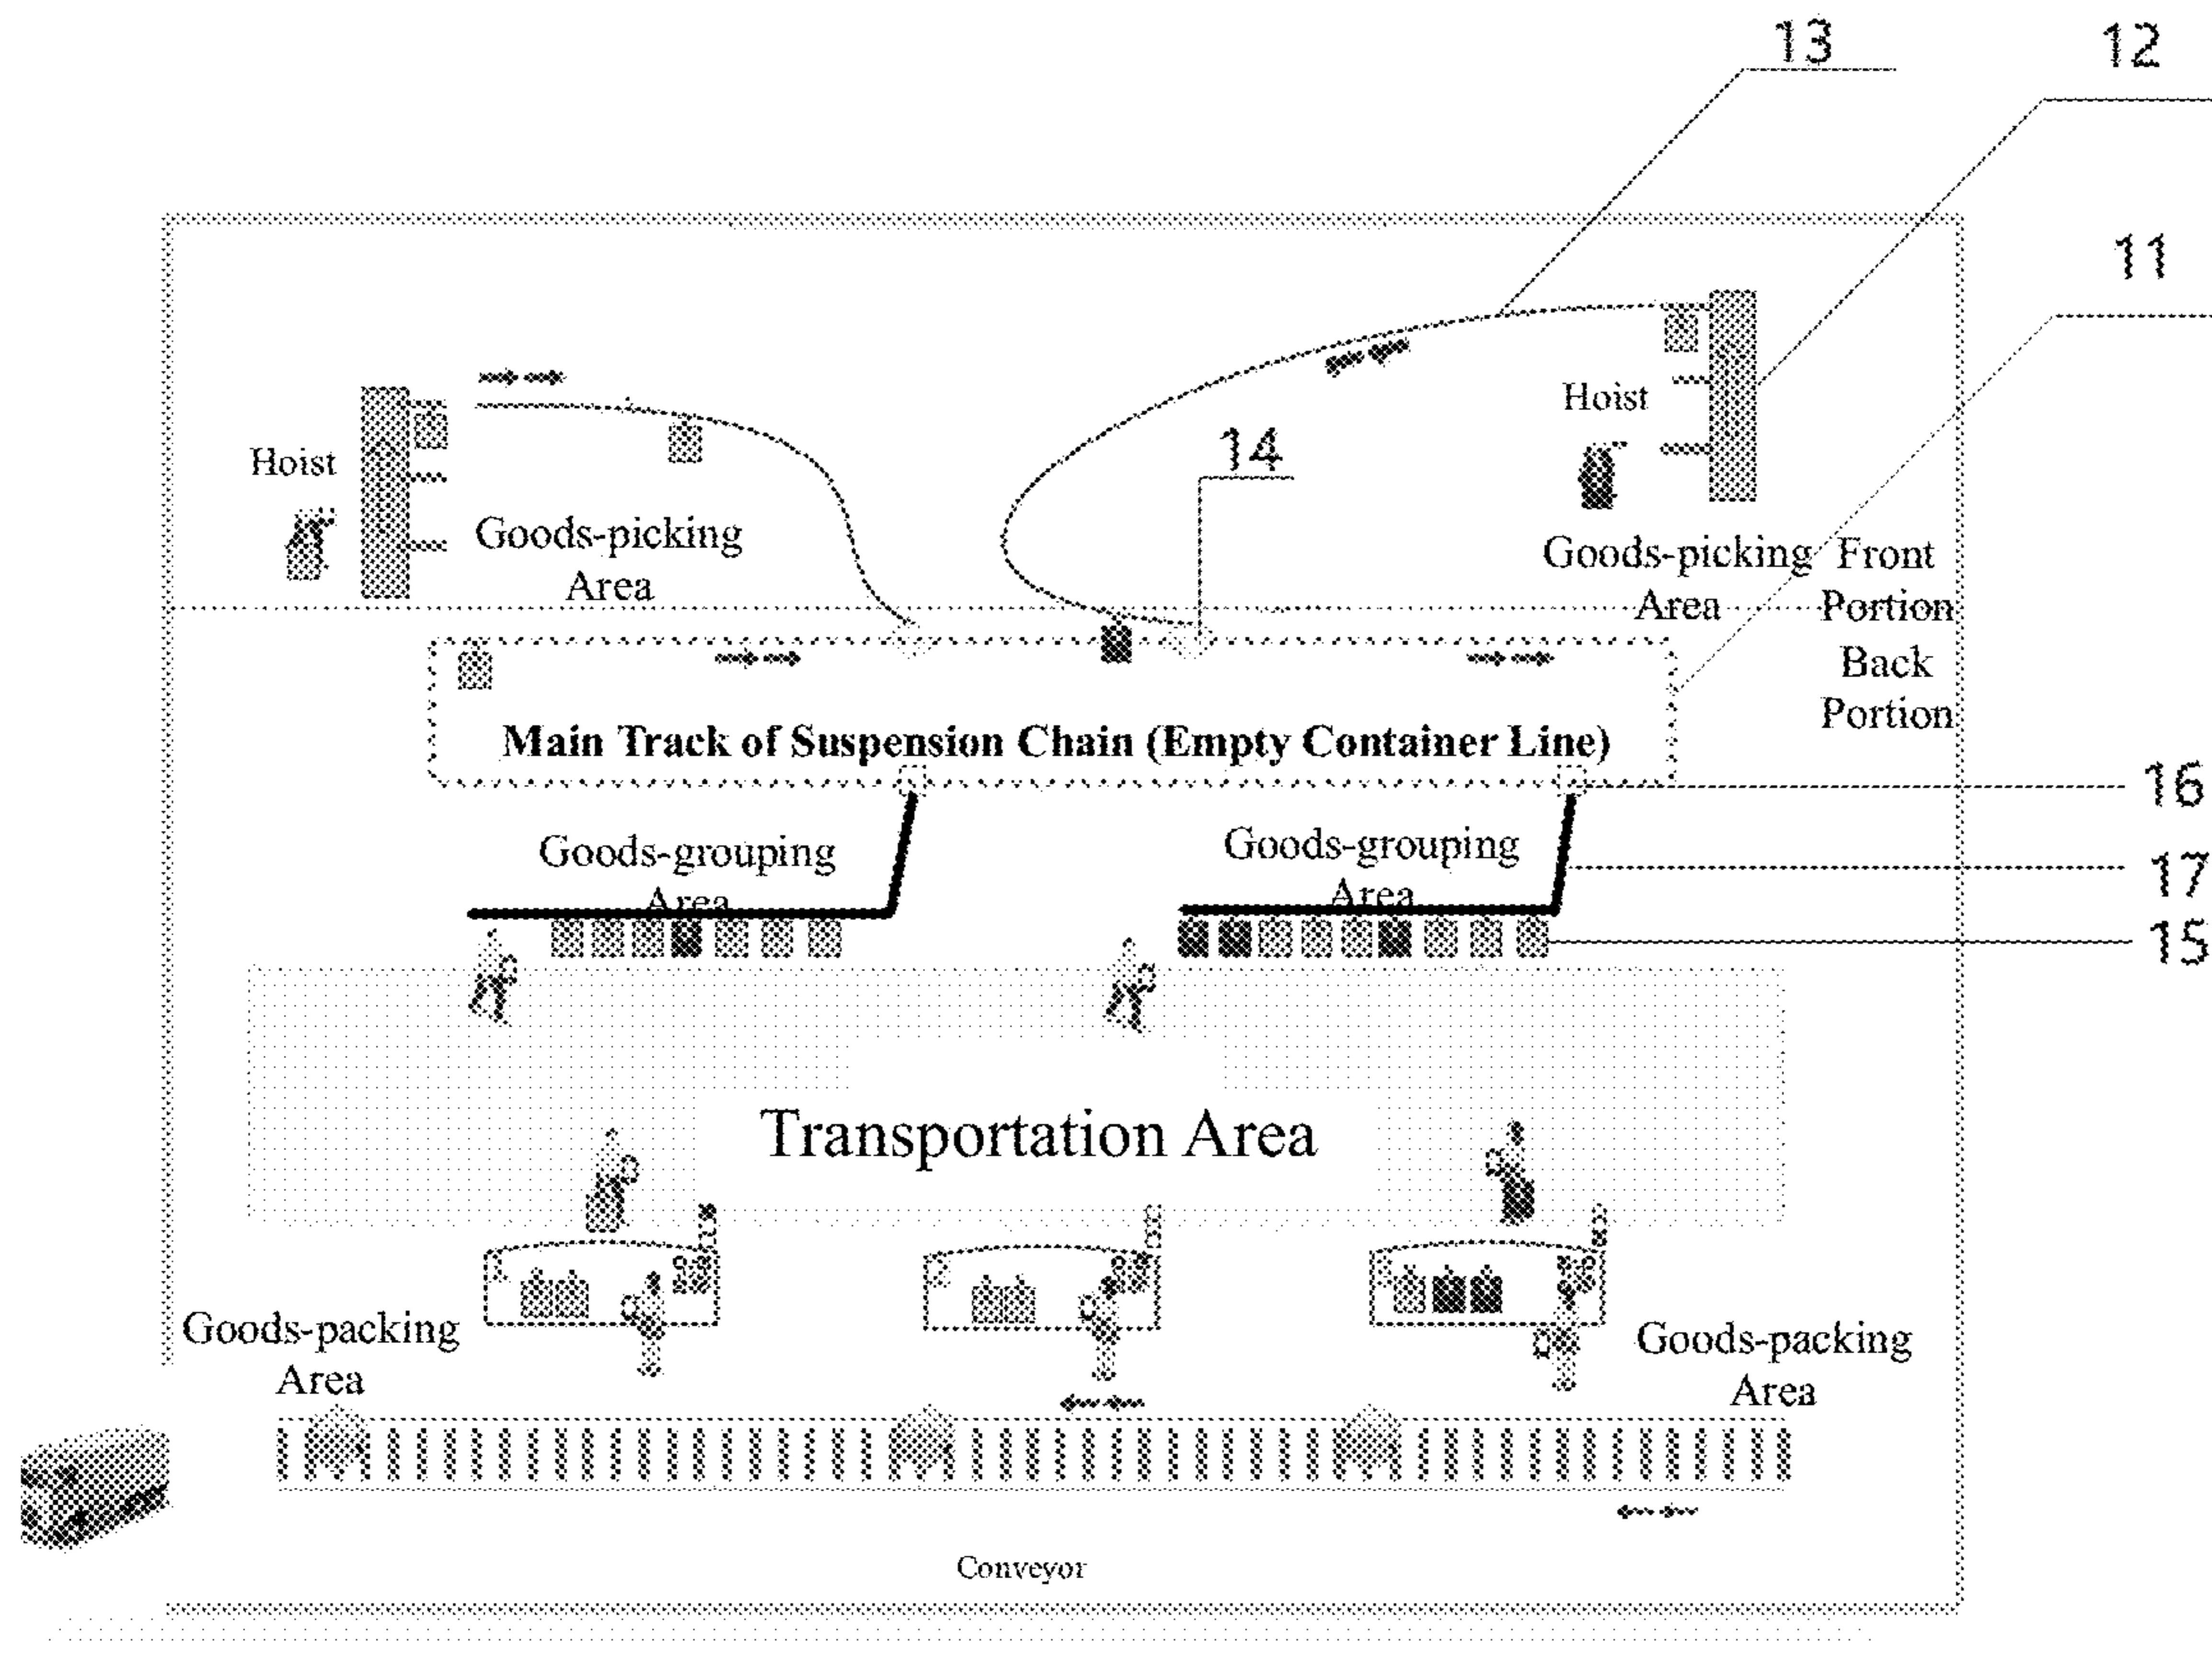 13
12
11
Hoist
14
Hoist
Goods-picking
Area
Goods-picking
Area
Front
Portion
Back
Portion
Main Track of Suspension Chain (Empty Container Line)
16
Goods-grouping
Area
Goods-grouping
Area
17
15
Transportation Area
Goods-packing
Area
Goods-packing
Area
Conveyor